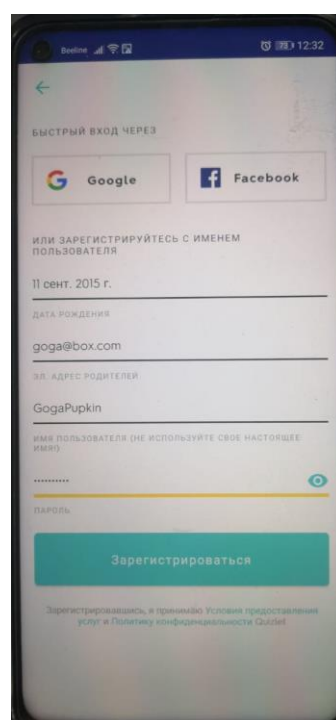 Beeline 12:32
БЫСТРЫЙ ВХОД ЧЕРЕЗ
Google Facebook
ИЛИ ЗАРЕГИСТРИРУЙТЕСЬ С ИМЕНЕМ
ПОЛЬЗОВАТЕЛЯ
11 сент. 2015 г.
ДАТА РОЖДЕНИЯ
goga@box.com
ЭЛ. АДРЕС РОДИТЕЛЕЙ
GogaPupkin
ИМЯ ПОЛЬЗОВАТЕЛЯ (НЕ ИСПОЛЬЗУЙТЕ СВОЕ НАСТОЯЩЕЕ
ИМЯ)
••••••••••
ПАРОЛЬ
Зарегистрироваться
Зарегистрировавшись, я принимаю Условия предоставления
услуг и Политику конфиденциальности Quizlet